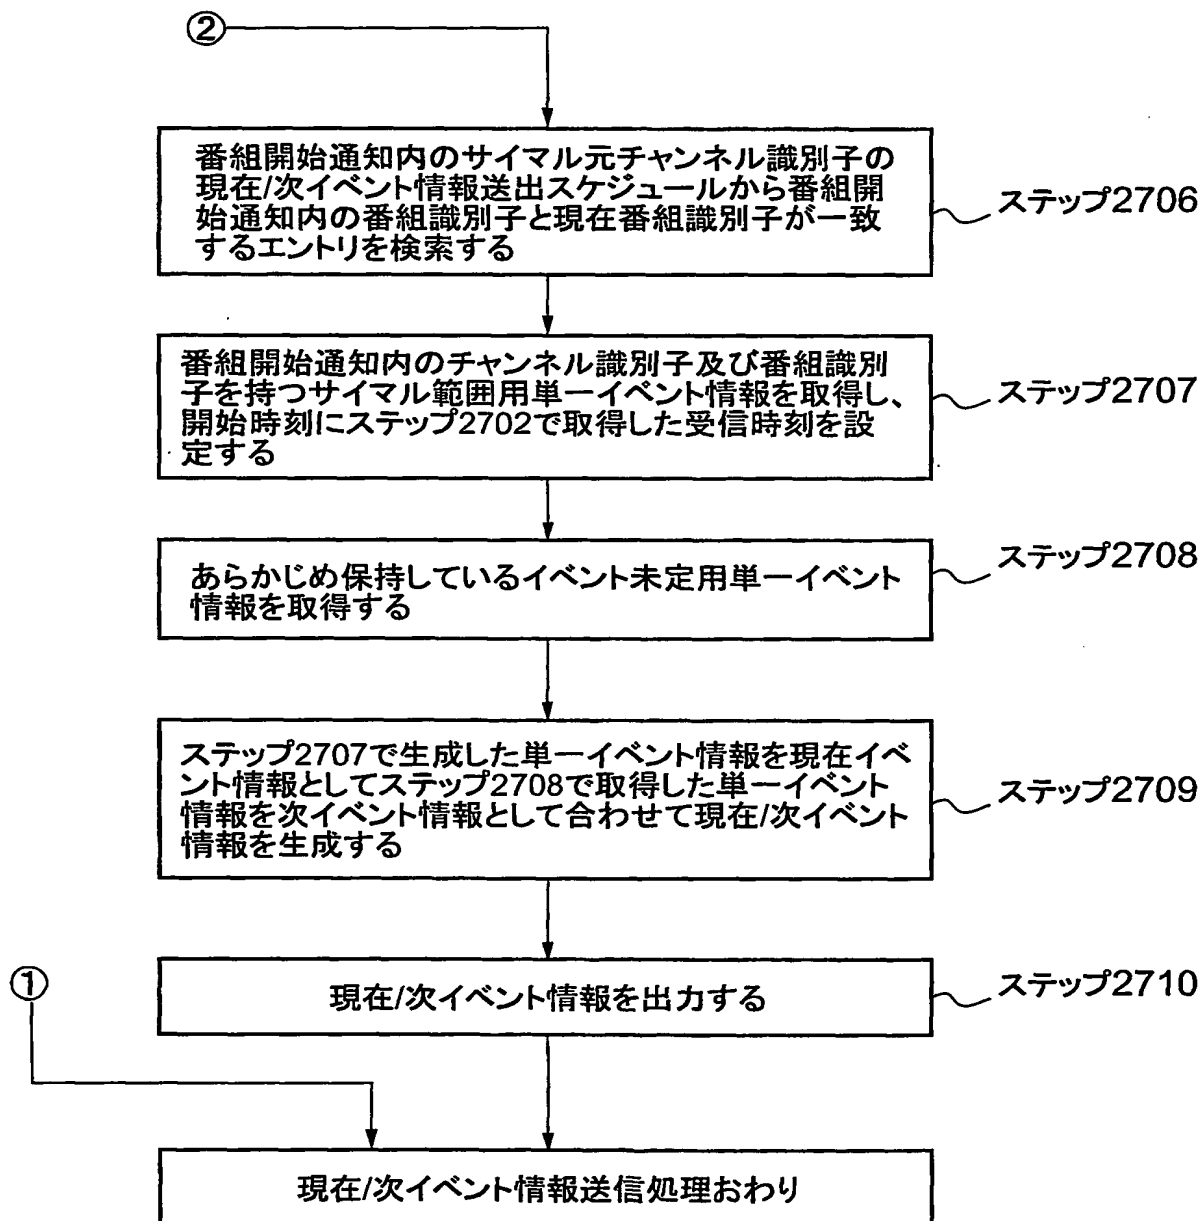 ②
番組開始通知内のサイマル元チャンネル識別子の
現在/次イベント情報送出スケジュールから番組開
始通知内の番組識別子と現在番組識別子が一致
するエントリを検索する
ステップ2706
番組開始通知内のチャンネル識別子及び番組識別
子を持つサイマル範囲用単一イベント情報を取得し、
開始時刻にステップ2702で取得した受信時刻を設
定する
ステップ2707
あらかじめ保持しているイベント未定用単一イベント
情報を取得する
ステップ2708
ステップ2707で生成した単一イベント情報を現在イベ
ント情報としてステップ2708で取得した単一イベント
情報を次イベント情報として合わせて現在/次イベント
情報を生成する
ステップ2709
①
現在/次イベント情報を出力する
ステップ2710
現在/次イベント情報送信処理おわり